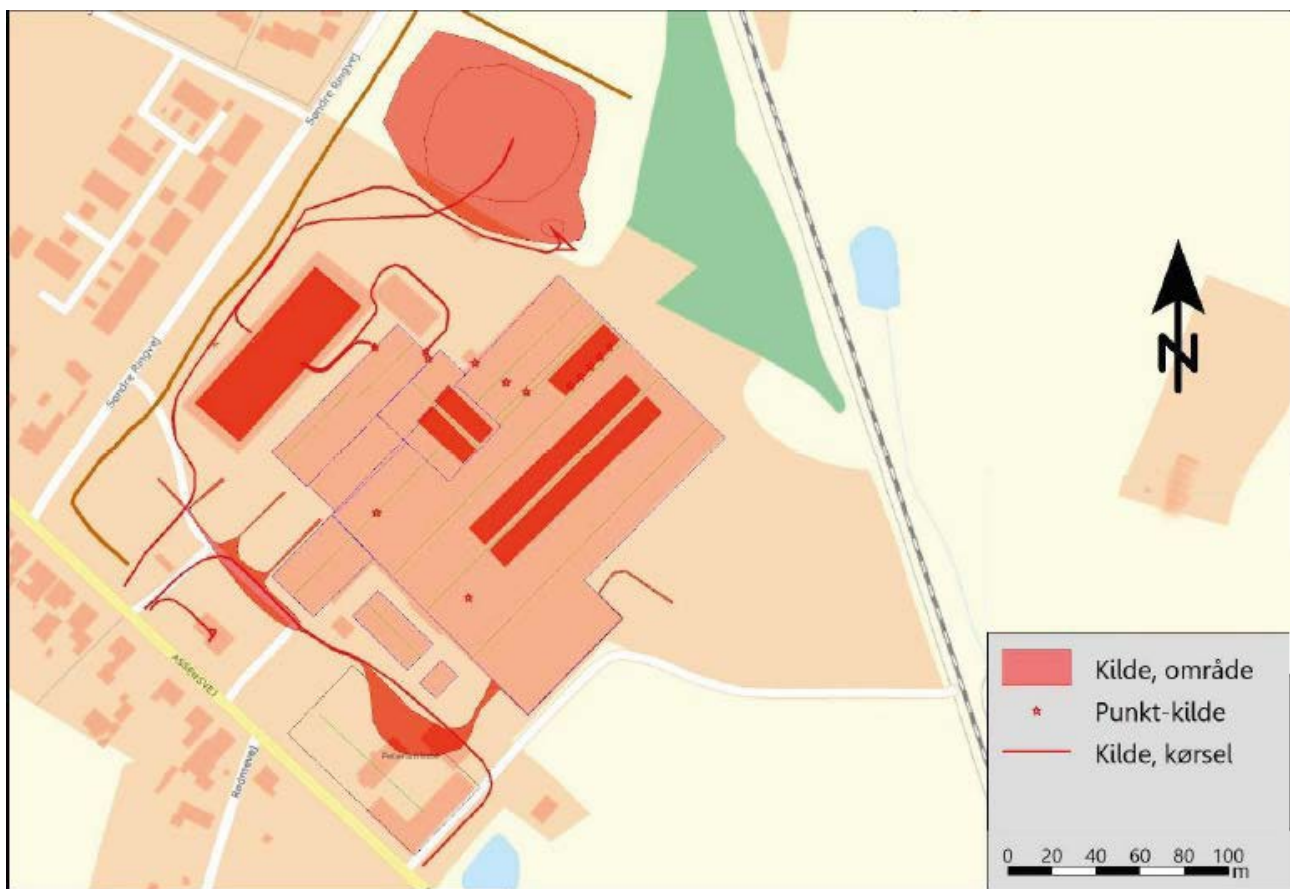 Søndre Ringvej
Søndre Ringvej
ASSENSVEJ
Rødmevej
N
Kilde, område
Punkt-kilde
Kilde, kørsel
0 20 40 60 80 100
m